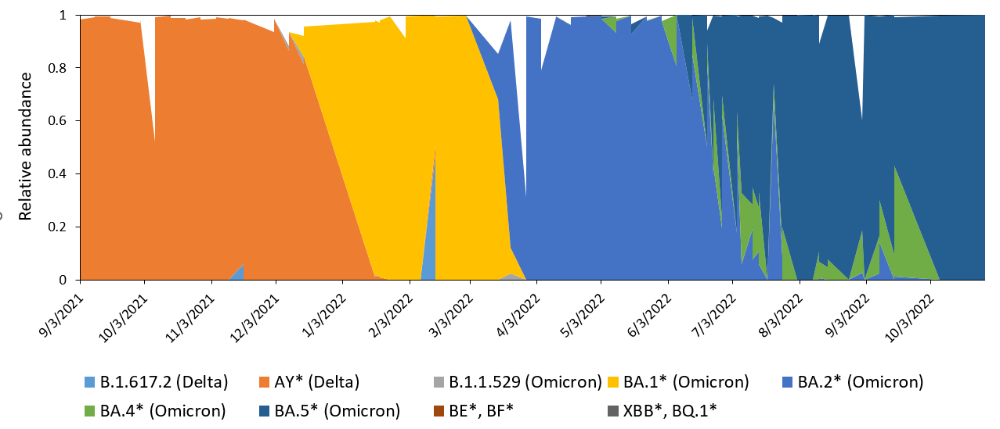 Relative abundance
1
0.8
0.6
0.4
0.2
0
9/3/2021
10/3/2021
11/3/2021
12/3/2021
1/3/2022
2/3/2022
3/3/2022
4/3/2022
5/3/2022
6/3/2022
7/3/2022
8/3/2022
9/3/2022
10/3/2022
B.1.617.2 (Delta)
AY* (Delta)
B.1.1.529 (Omicron)
BA.1* (Omicron)
BA.2* (Omicron)
BA.4* (Omicron)
BA.5* (Omicron)
BE*, BF*
XBB*, BQ.1*